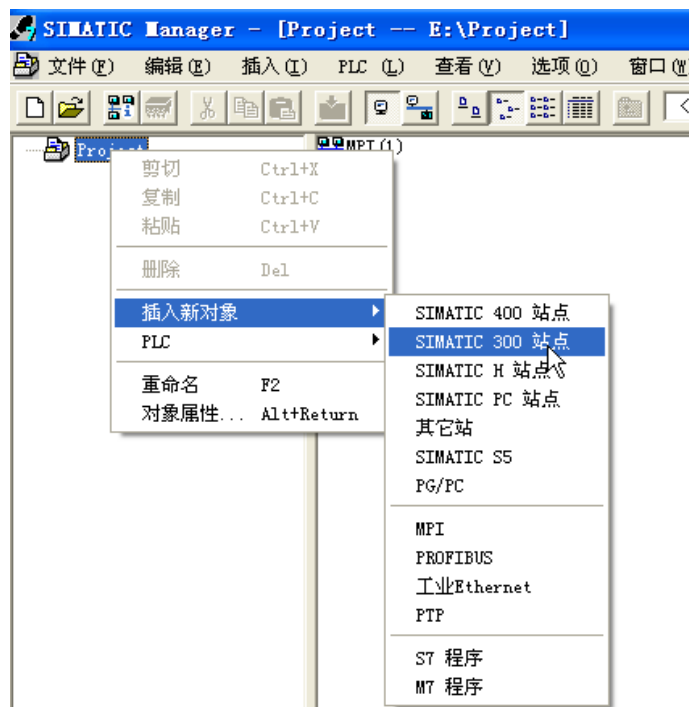 SIMATIC Manager - [Project -- E:\Project]
文件(F) 编辑(E) 插入(I) PLC (L) 查看(V) 选项(O) 窗口(W
Project
MPI(1)
剪切 Ctrl+X
复制 Ctrl+C
粘贴 Ctrl+V
删除 Del
插入新对象
PLC
重命名 F2
对象属性... Alt+Return
SIMATIC 400 站点
SIMATIC 300 站点
SIMATIC H 站点
SIMATIC PC 站点
其它站
SIMATIC S5
PG/PC
MPI
PROFIBUS
工业Ethernet
PTP
S7 程序
M7 程序